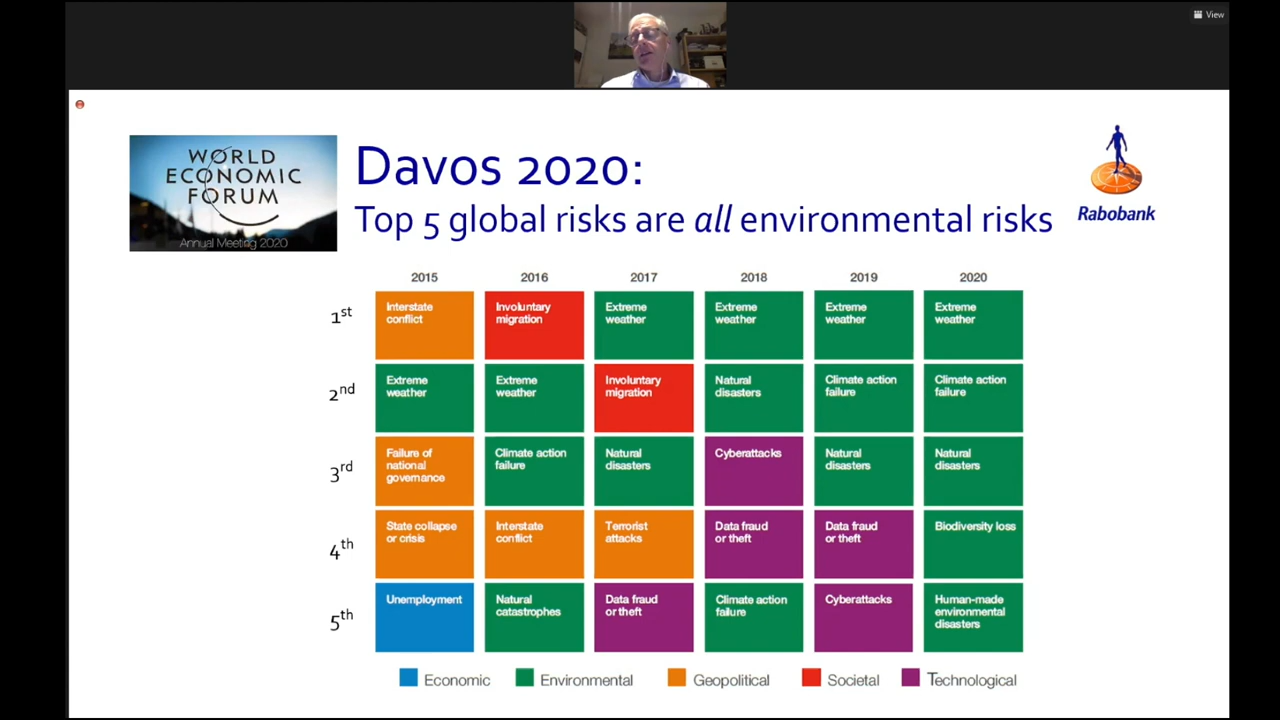 View
WORLD
ECONOMIC
FORUM
Annual Meeting 2020
Davos 2020:
Top 5 global risks are all environmental risks
Rabobank
2015 2016 2017 2018 2019 2020
1st
Interstate
conflict
Involuntary
migration
Extreme
weather
Extreme
weather
Extreme
weather
Extreme
weather
2nd
Extreme
weather
Extreme
weather
Involuntary
migration
Natural
disasters
Climate action
failure
Climate action
failure
3rd
Failure of
national
governance
Climate action
failure
Natural
disasters
Cyberattacks
Natural
disasters
Natural
disasters
4th
State collapse
or crisis
Interstate
conflict
Terrorist
attacks
Data fraud
or theft
Data fraud
or theft
Biodiversity loss
5th
Unemployment
Natural
catastrophes
Data fraud
or theft
Climate action
failure
Cyberattacks
Human-made
environmental
disasters
Economic Environmental Geopolitical Societal Technological